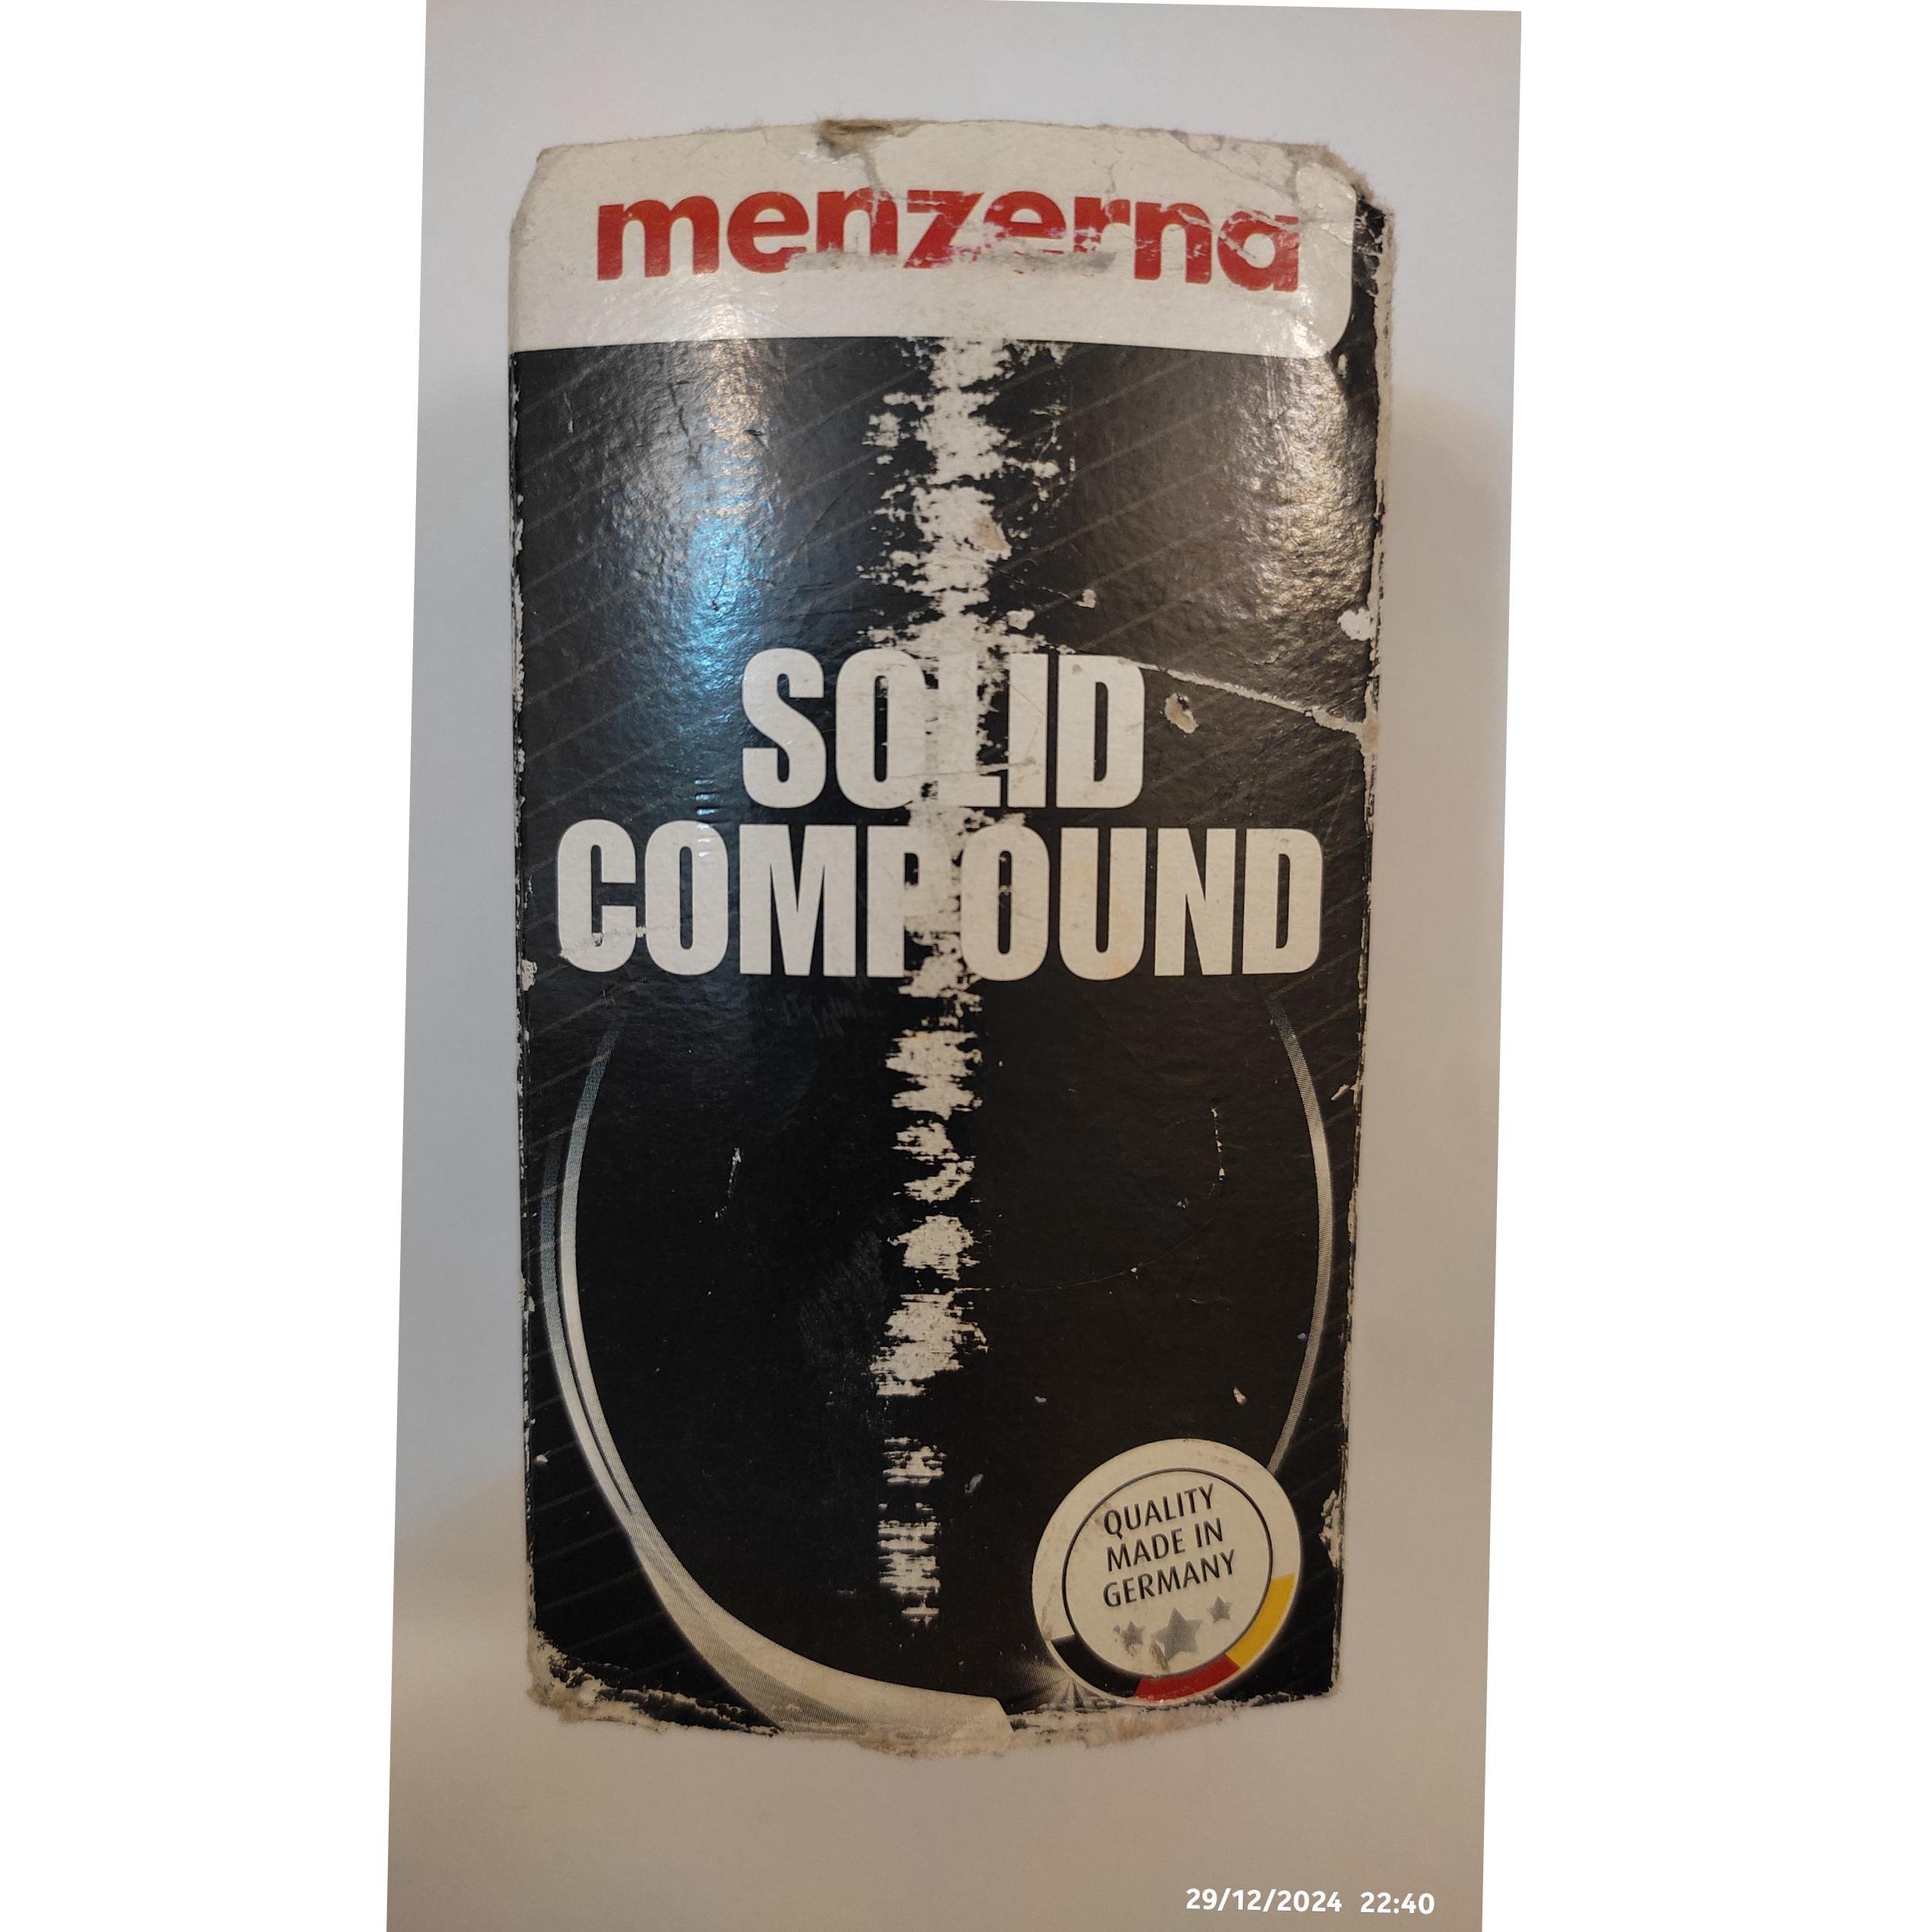 menzerna
SOLID
COMPOUND
QUALITY
MADE IN
GERMANY
29/12/2024 22:40